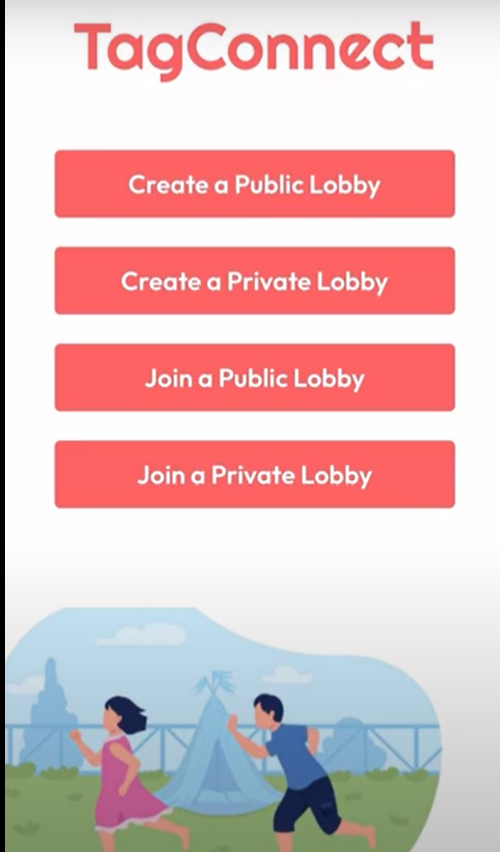 TagConnect
Create a Public Lobby
Create a Private Lobby
Join a Public Lobby
Join a Private Lobby